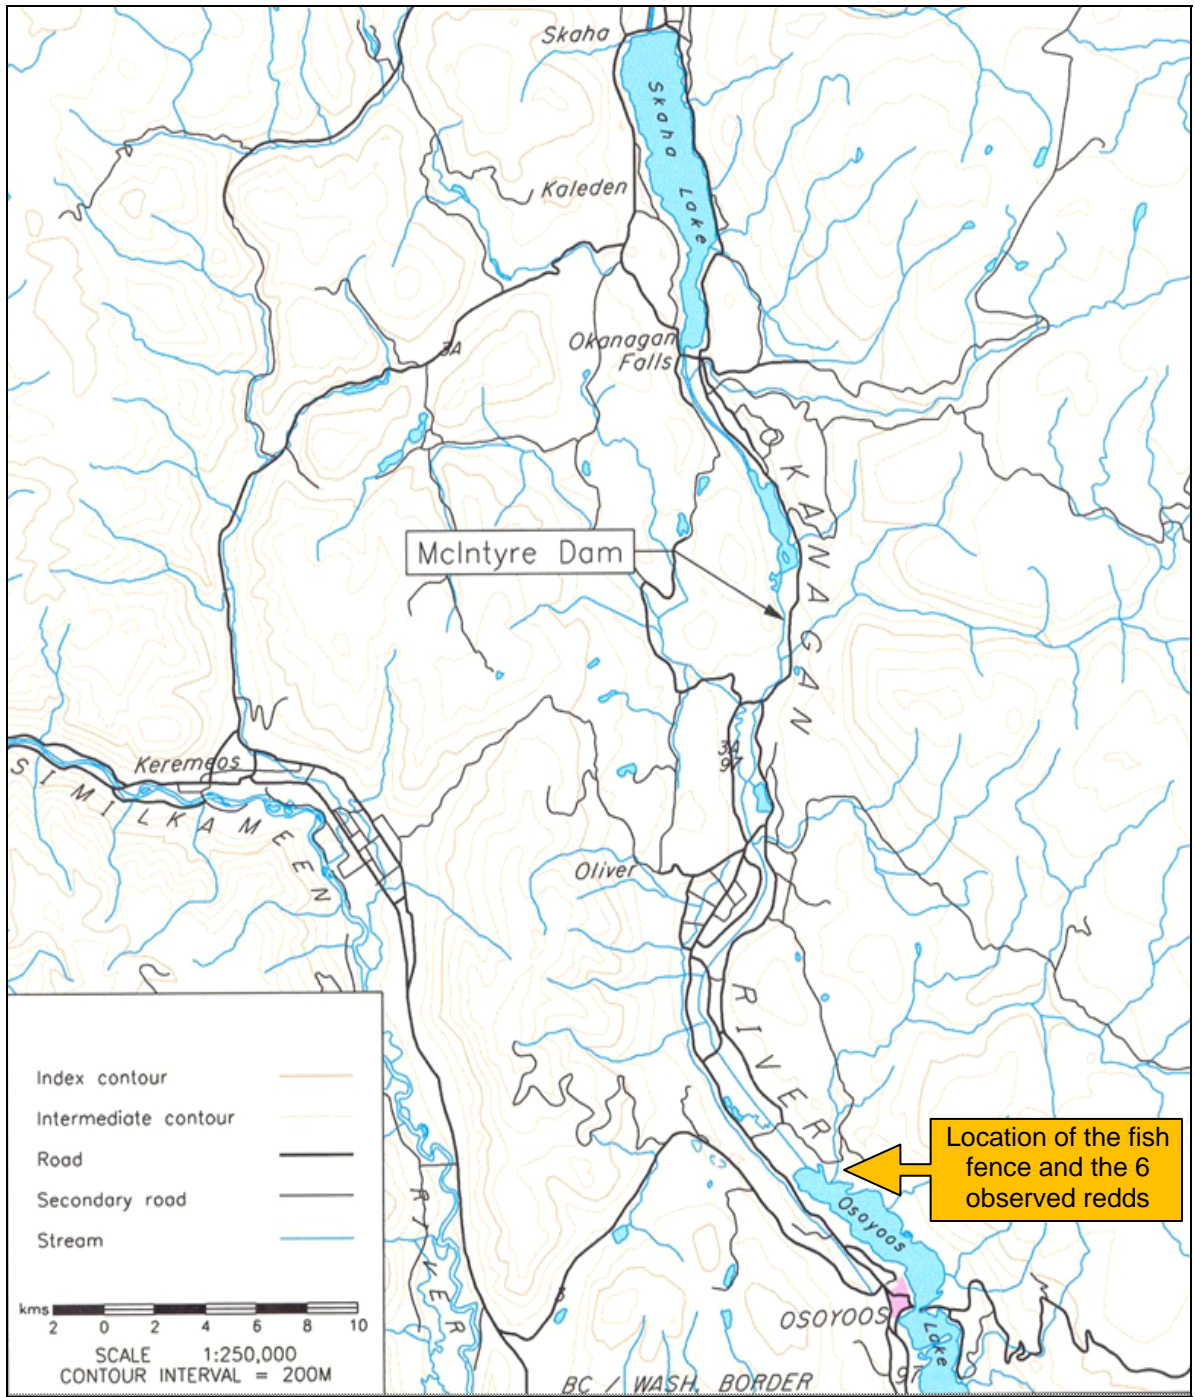 Skaha
Skaha Lake
Kaleden
Okanagan
Falls
3A
OKANAGAN
McIntyre Dam
3A
97
Keremeos
SIMILKAMEEN
Oliver
RIVER
Location of the fish
fence and the 6
observed redds
Index contour
Intermediate contour
Road
Secondary road
Stream
RIVER
Osoyoos
Lake
OSOYOOS
3
97
kms
2 0 2 4 6 8 10
SCALE 1:250,000
CONTOUR INTERVAL = 200M
BC / WASH. BORDER